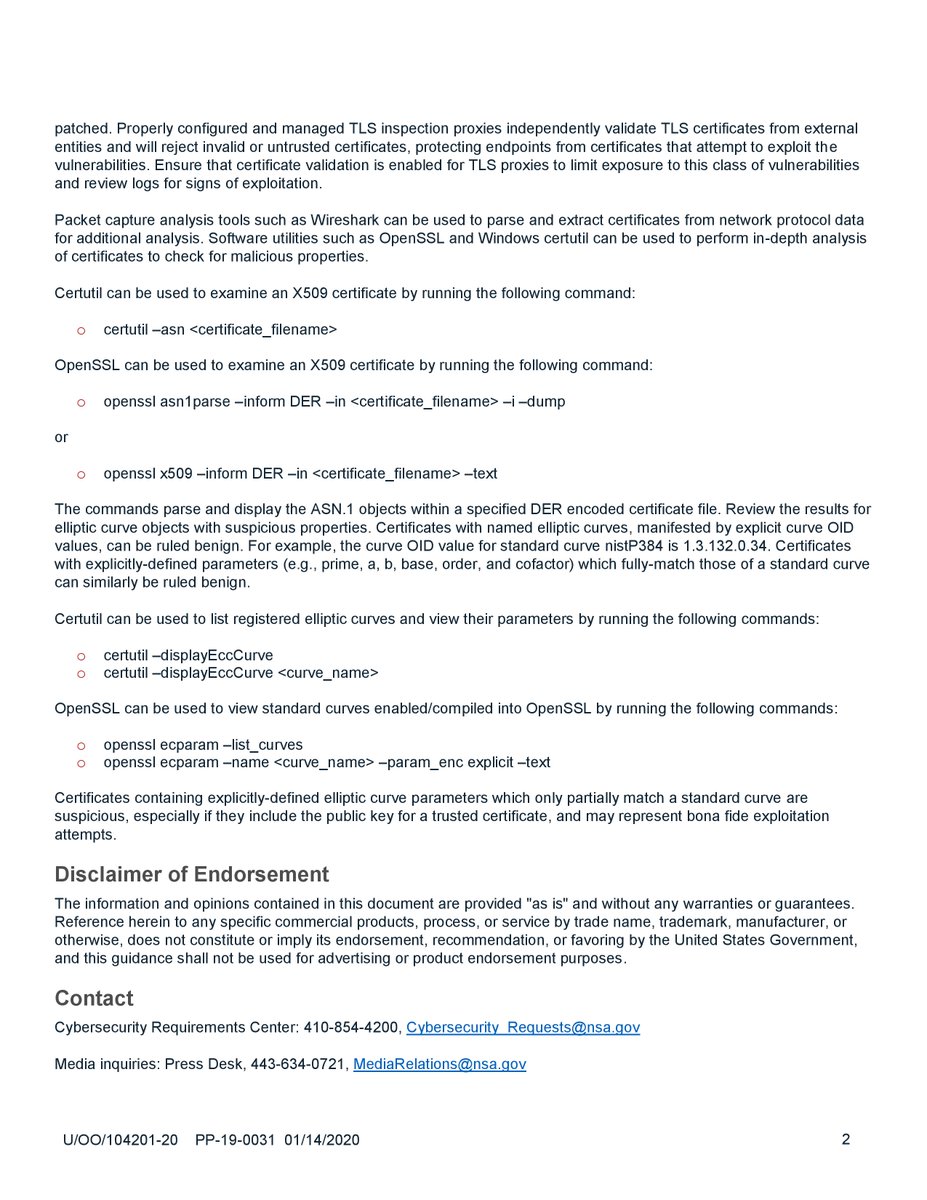 patched. Properly configured and managed TLS inspection proxies independently validate TLS certificates from external
entities and will reject invalid or untrusted certificates, protecting endpoints from certificates that attempt to exploit the
vulnerabilities. Ensure that certificate validation is enabled for TLS proxies to limit exposure to this class of vulnerabilities
and review logs for signs of exploitation.
Packet capture analysis tools such as Wireshark can be used to parse and extract certificates from network protocol data
for additional analysis. Software utilities such as OpenSSL and Windows certutil can be used to perform in-depth analysis
of certificates to check for malicious properties.
Certutil can be used to examine an X509 certificate by running the following command:
o certutil –asn <certificate_filename>
OpenSSL can be used to examine an X509 certificate by running the following command:
o openssl asn1parse –inform DER –in <certificate_filename> –i –dump
or
o openssl x509 –inform DER –in <certificate_filename> –text
The commands parse and display the ASN.1 objects within a specified DER encoded certificate file. Review the results for
elliptic curve objects with suspicious properties. Certificates with named elliptic curves, manifested by explicit curve OID
values, can be ruled benign. For example, the curve OID value for standard curve nistP384 is 1.3.132.0.34. Certificates
with explicitly-defined parameters (e.g., prime, a, b, base, order, and cofactor) which fully-match those of a standard curve
can similarly be ruled benign.
Certutil can be used to list registered elliptic curves and view their parameters by running the following commands:
o certutil –displayEccCurve
o certutil –displayEccCurve <curve_name>
OpenSSL can be used to view standard curves enabled/compiled into OpenSSL by running the following commands:
o openssl ecparam –list_curves
o openssl ecparam –name <curve_name> –param_enc explicit –text
Certificates containing explicitly-defined elliptic curve parameters which only partially match a standard curve are
suspicious, especially if they include the public key for a trusted certificate, and may represent bona fide exploitation
attempts.
Disclaimer of Endorsement
The information and opinions contained in this document are provided "as is" and without any warranties or guarantees.
Reference herein to any specific commercial products, process, or service by trade name, trademark, manufacturer, or
otherwise, does not constitute or imply its endorsement, recommendation, or favoring by the United States Government,
and this guidance shall not be used for advertising or product endorsement purposes.
Contact
Cybersecurity Requirements Center: 410-854-4200, Cybersecurity_Requests@nsa.gov
Media inquiries: Press Desk, 443-634-0721, MediaRelations@nsa.gov
U/OO/104201-20 PP-19-0031 01/14/2020 2